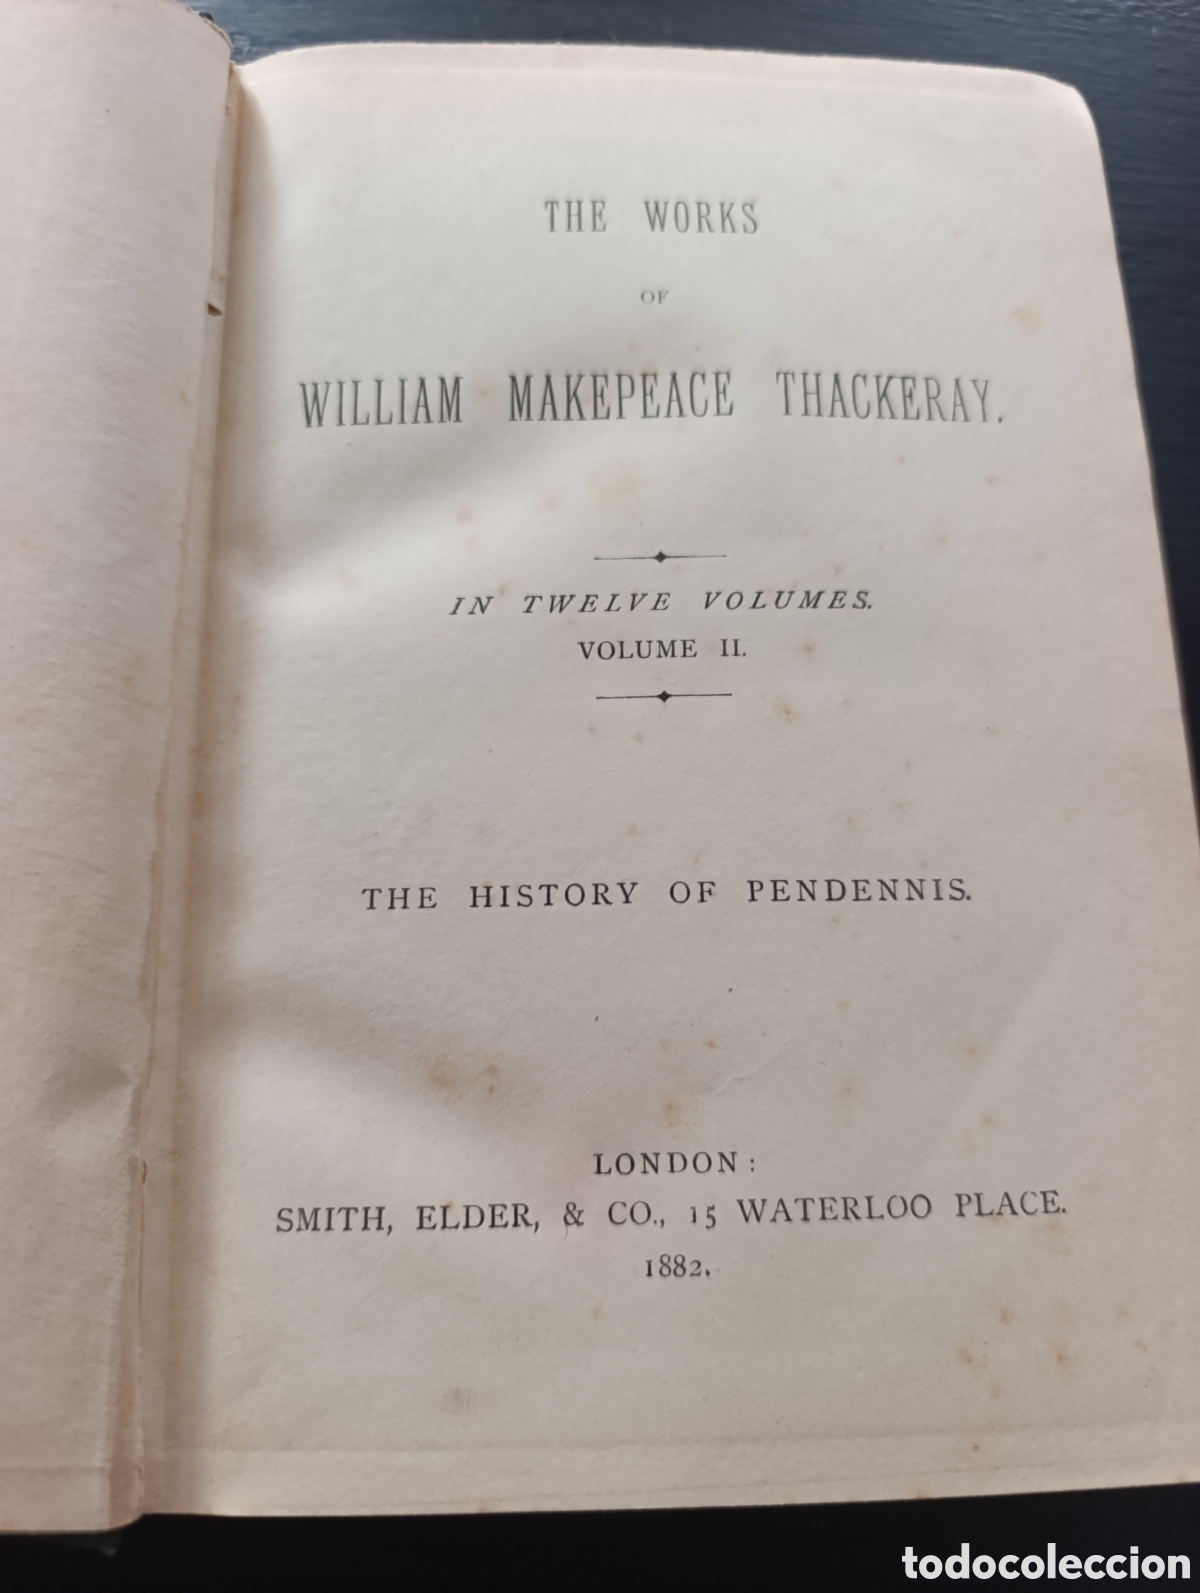 THE WORKS
OF
WILLIAM MAKEPEACE THACKERAY.
IN TWELVE VOLUMES.
VOLUME II.
THE HISTORY OF PENDENNIS.
LONDON:
SMITH, ELDER, & CO., 15 WATERLOO PLACE.
1882.
todocoleccion